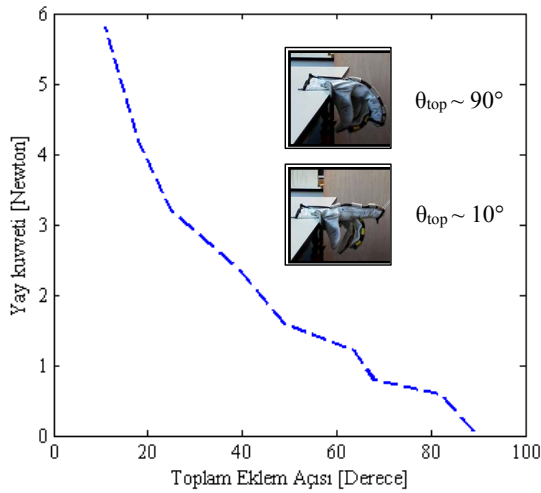 6
5
4
3
2
1
0
Yay kuvveti [Newton]
θtop ~ 90°
θtop ~ 10°
0 20 40 60 80 100
Toplam Eklem Açısı [Derece]